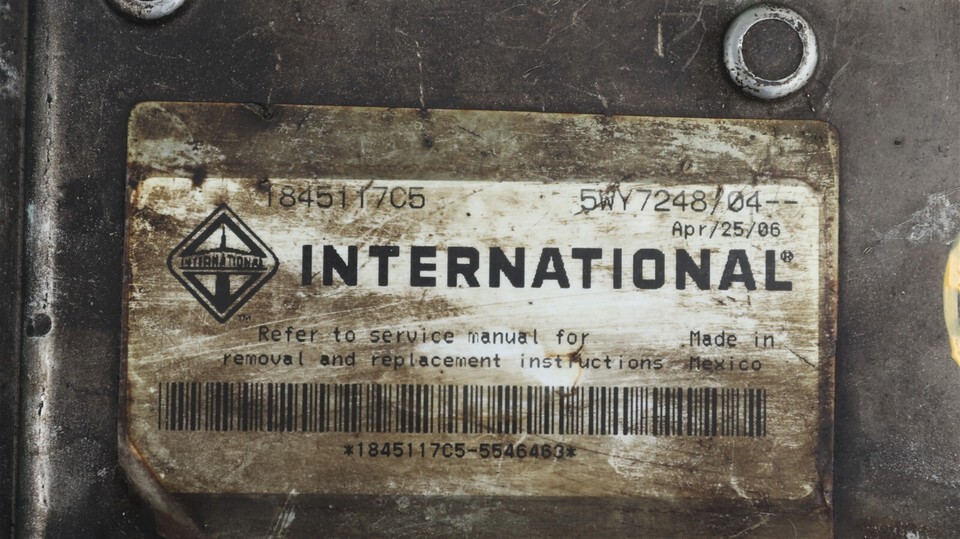 1845117C5 5WY7248/04--
Apr/25/06
INTERNATIONAL®
INTERNATIONAL
™
Refer to service manual for Made in
removal and replacement instructions Mexico
*1845117C5-5546463*